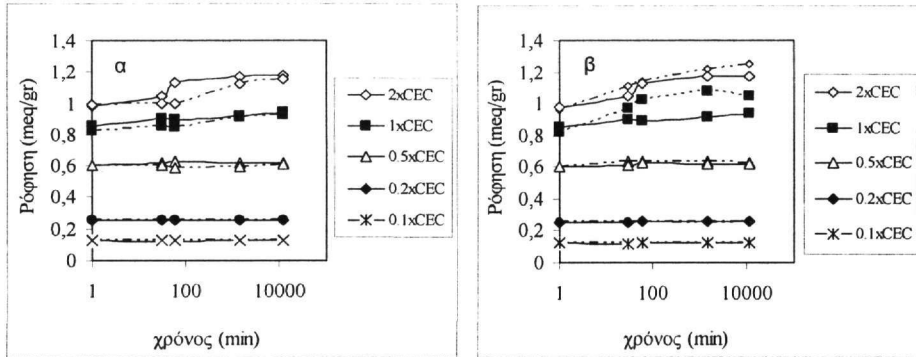 α
Ρόφηση (meq/gr)
1,4
1,2
1
0,8
0,6
0,4
0,2
0
1 100 10000
χρόνος (min)
2xCEC
1xCEC
0.5xCEC
0.2xCEC
0.1xCEC
β
Ρόφηση (meq/gr)
1,4
1,2
1
0,8
0,6
0,4
0,2
0
1 100 10000
χρόνος (min)
2xCEC
1xCEC
0.5xCEC
0.2xCEC
0.1xCEC